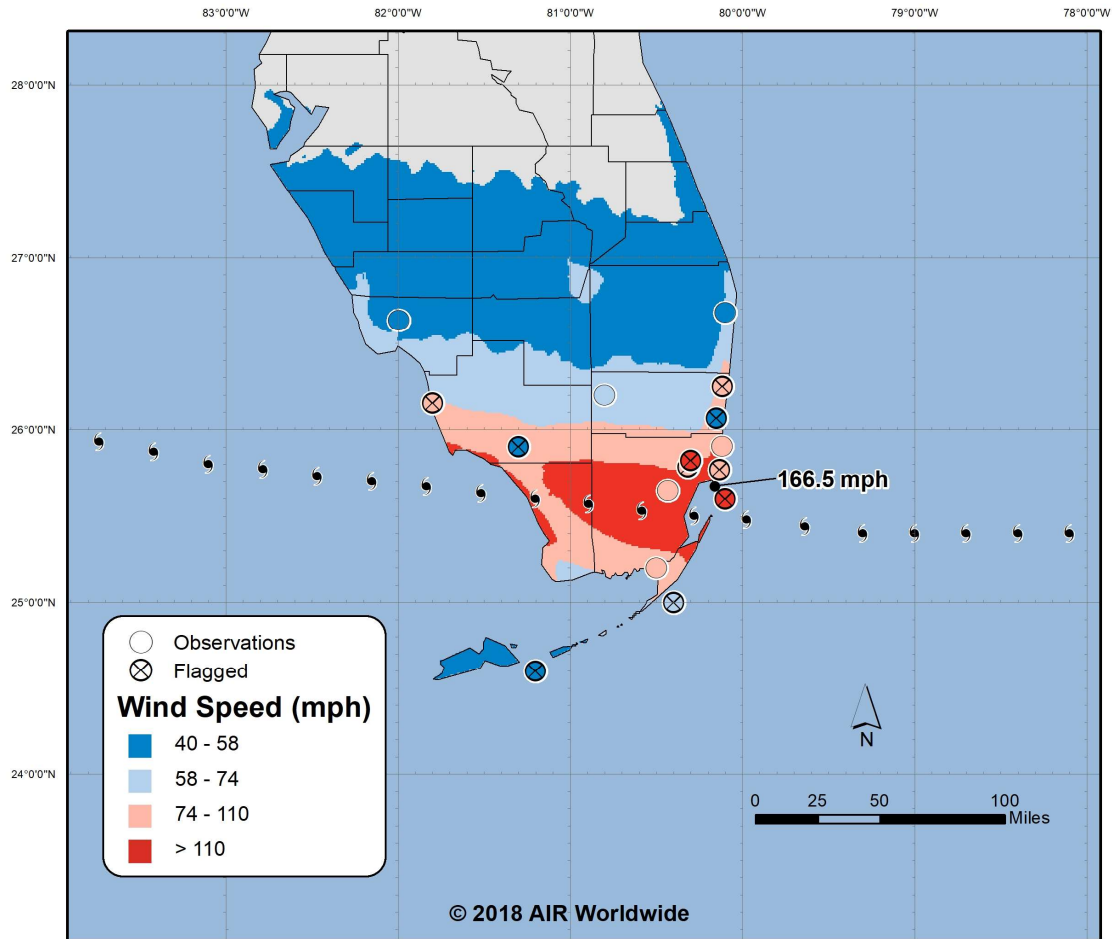 83°0'0"W 82°0'0"W 81°0'0"W 80°0'0"W 79°0'0"W 78°0'0"W
28°0'0"N
27°0'0"N
26°0'0"N
166.5 mph
25°0'0"N
Observations
Flagged
Wind Speed (mph)
40 - 58
58 - 74
74 - 110
> 110
N
24°0'0"N
0 25 50 100
Miles
© 2018 AIR Worldwide